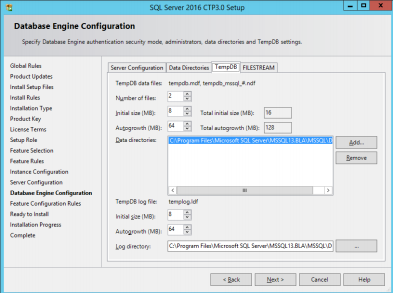 SQL Server 2016 CTP3.0 Setup
Database Engine Configuration
Specify Database Engine authentication security mode, administrators, data directories and TempDB settings.
Global Rules
Product Updates
Install Setup Files
Install Rules
Installation Type
Product Key
License Terms
Setup Role
Feature Selection
Feature Rules
Instance Configuration
Server Configuration
Database Engine Configuration
Feature Configuration Rules
Ready to Install
Installation Progress
Complete
Server Configuration Data Directories TempDB FILESTREAM
TempDB data files: tempdb.mdf, tempdb_mssql_#.ndf
Number of files: 2
Initial size (MB): 8 Total initial size (MB): 16
Autogrowth (MB): 64 Total autogrowth (MB): 128
Data directories: C:\Program Files\Microsoft SQL Server\MSSQL13.BLA\MSSQL\D Add...
Remove
TempDB log file: templog.ldf
Initial size (MB): 8
Autogrowth (MB): 64
Log directory: C:\Program Files\Microsoft SQL Server\MSSQL13.BLA\MSSQL\D ...
< Back Next > Cancel Help